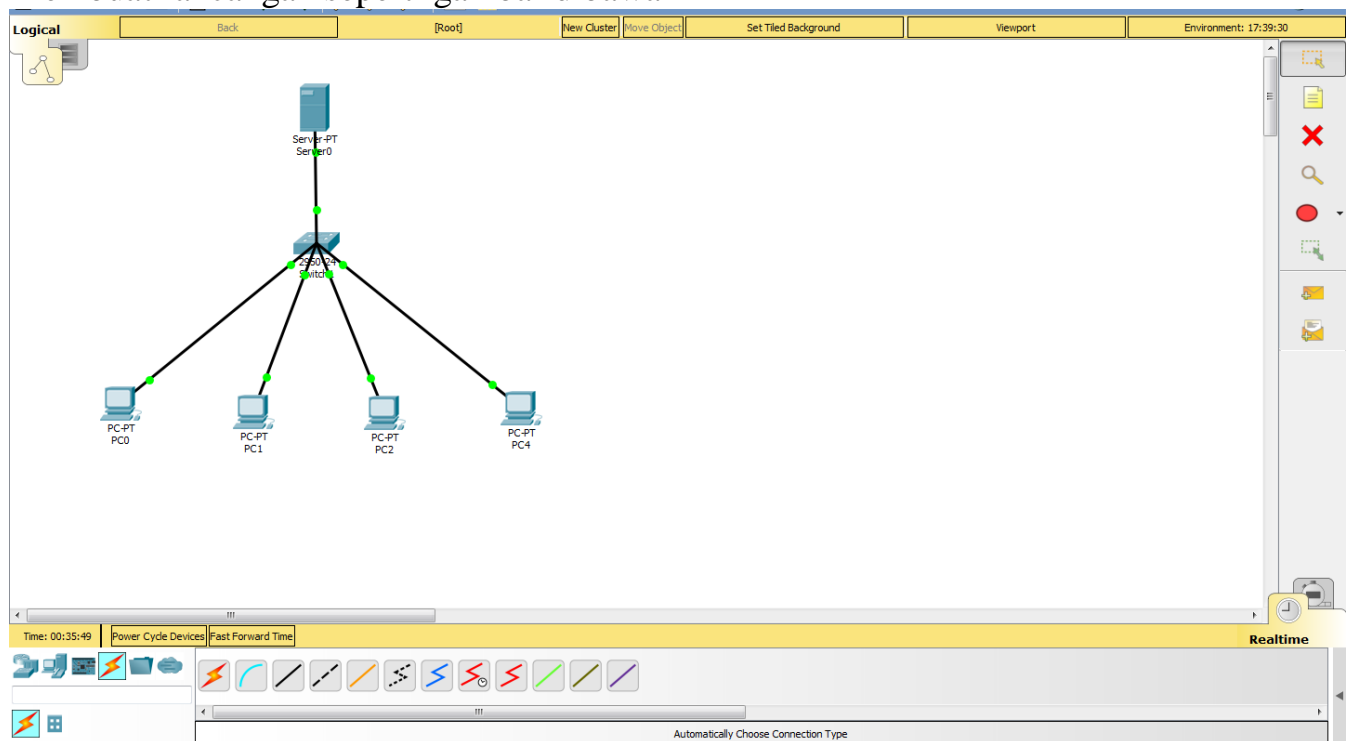 Logical Back [Root] New Cluster Move Object Set Tiled Background Viewport Environment: 17:39:30
Server-PT
Server0
2950-24
PC-PT
PC0
PC-PT
PC1
PC-PT
PC2
PC-PT
PC4
Time: 00:35:49 Power Cycle Devices Fast Forward Time Realtime
Automatically Choose Connection Type